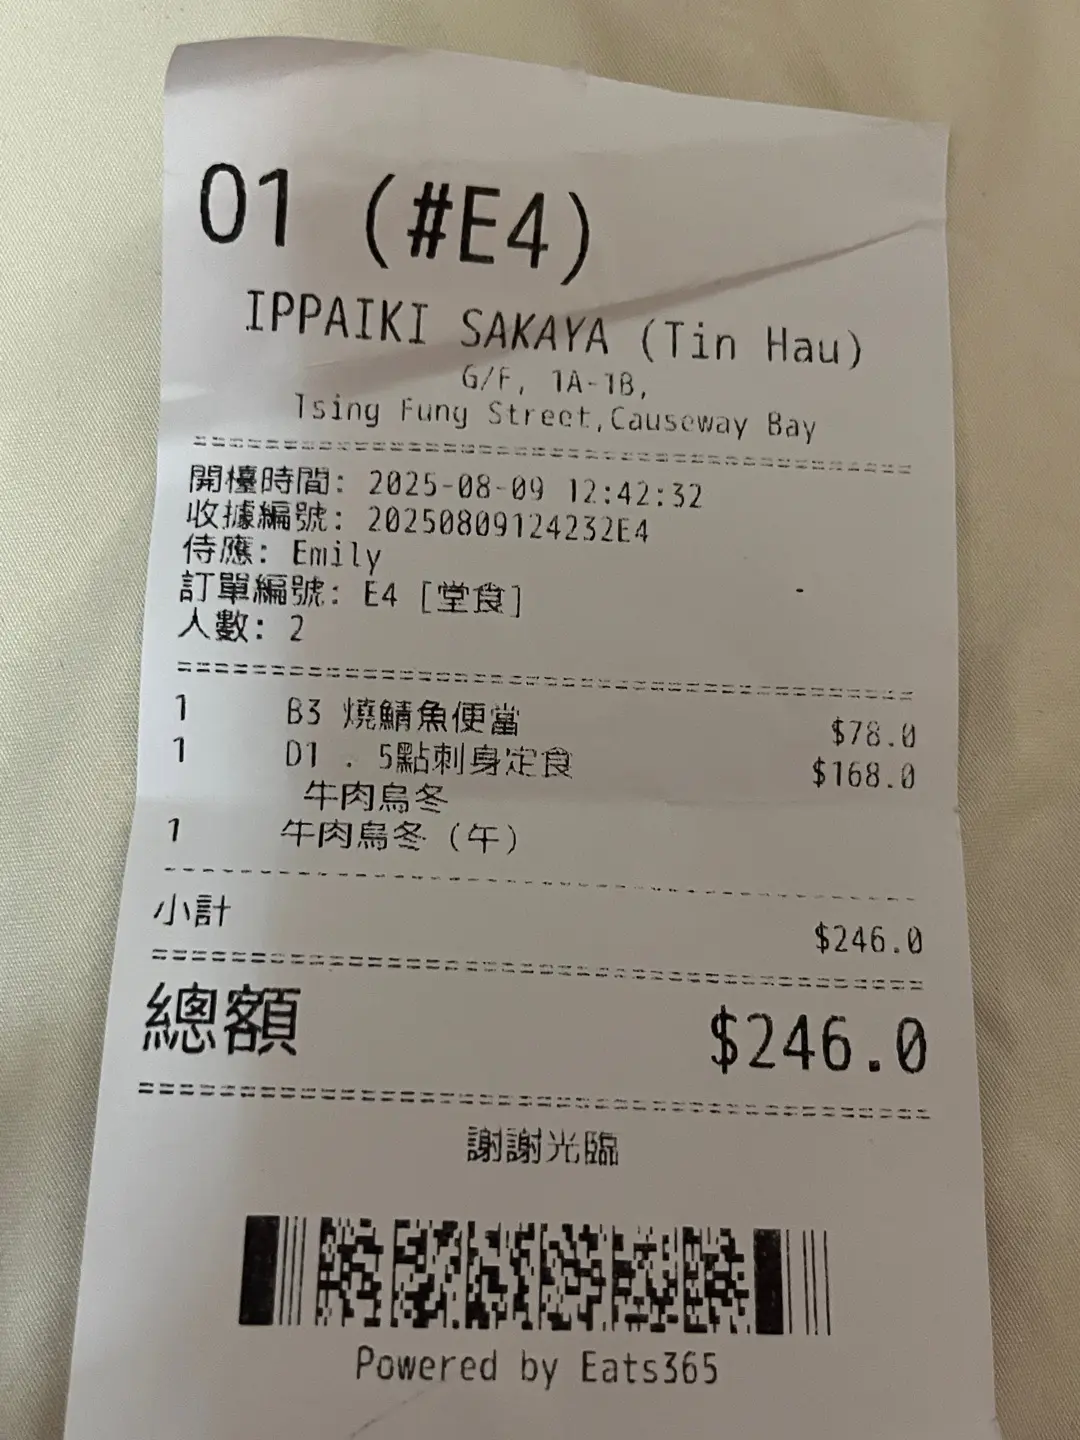 01 (#E4)
IPPAIKI SAKAYA (Tin Hau)
G/F, 1A-1B,
Tsing Fung Street,Causeway Bay
開檯時間: 2025-08-09 12:42:32
收據編號: 20250809124232E4
侍應: Emily
訂單編號: E4 [堂食]
人數: 2
1 B3 燒鯖魚便當 $78.0
1 D1 . 5點刺身定食 $168.0
牛肉烏冬
1 牛肉烏冬 (午)
小計 $246.0
總額 $246.0
謝謝光臨
Powered by Eats365